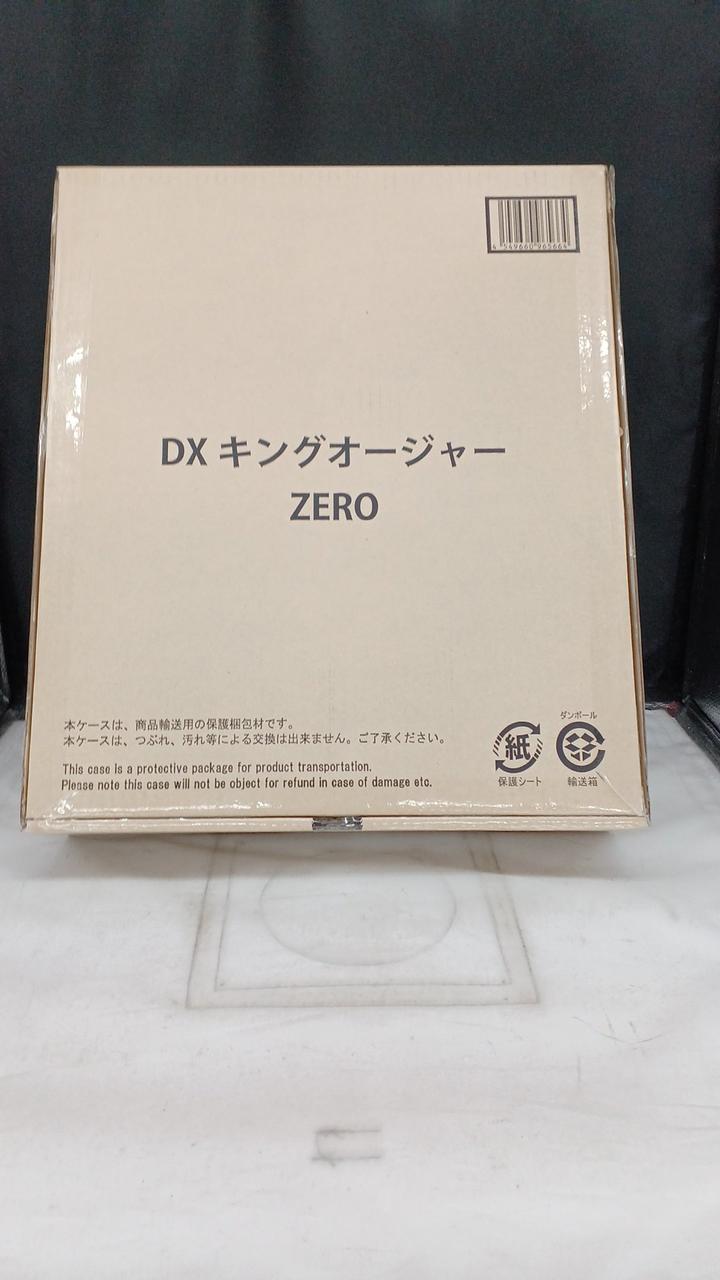 4 549660 965664
DX キングオージャー
ZERO
本ケースは、商品輸送用の保護梱包材です。
本ケースは、つぶれ、汚れ等による交換は出来ません。ご了承ください。
This case is a protective package for product transportation.
Please note this case will not be object for refund in case of damage etc.
紙
保護シート
ダンボール
輸送箱